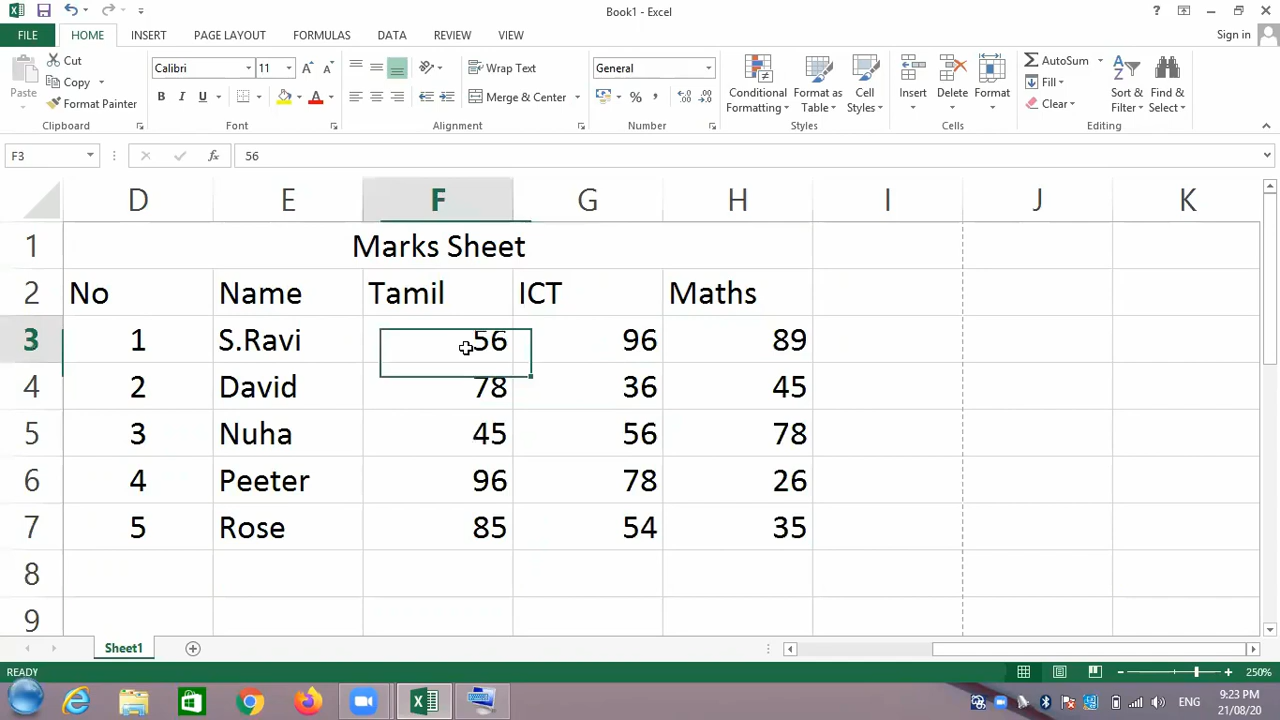 Book1 - Excel
?
FILE HOME INSERT PAGE LAYOUT FORMULAS DATA REVIEW VIEW Sign in
Paste Cut Copy Format Painter
Calibri 11 A A
B I U A
Wrap Text
Merge & Center
General
%
Conditional Formatting
Format as Table
Cell Styles
Insert Delete Format
AutoSum
Fill
Clear
Sort & Filter
Find & Select
Clipboard Font Alignment Number Styles Cells Editing
F3 fx 56
D E F G H I J K
1 Marks Sheet
2 No Name Tamil ICT Maths
3 1 S.Ravi 56 96 89
4 2 David 78 36 45
5 3 Nuha 45 56 78
6 4 Peeter 96 78 26
7 5 Rose 85 54 35
8
9
Sheet1
READY 250%
ENG 9:23 PM
21/08/20